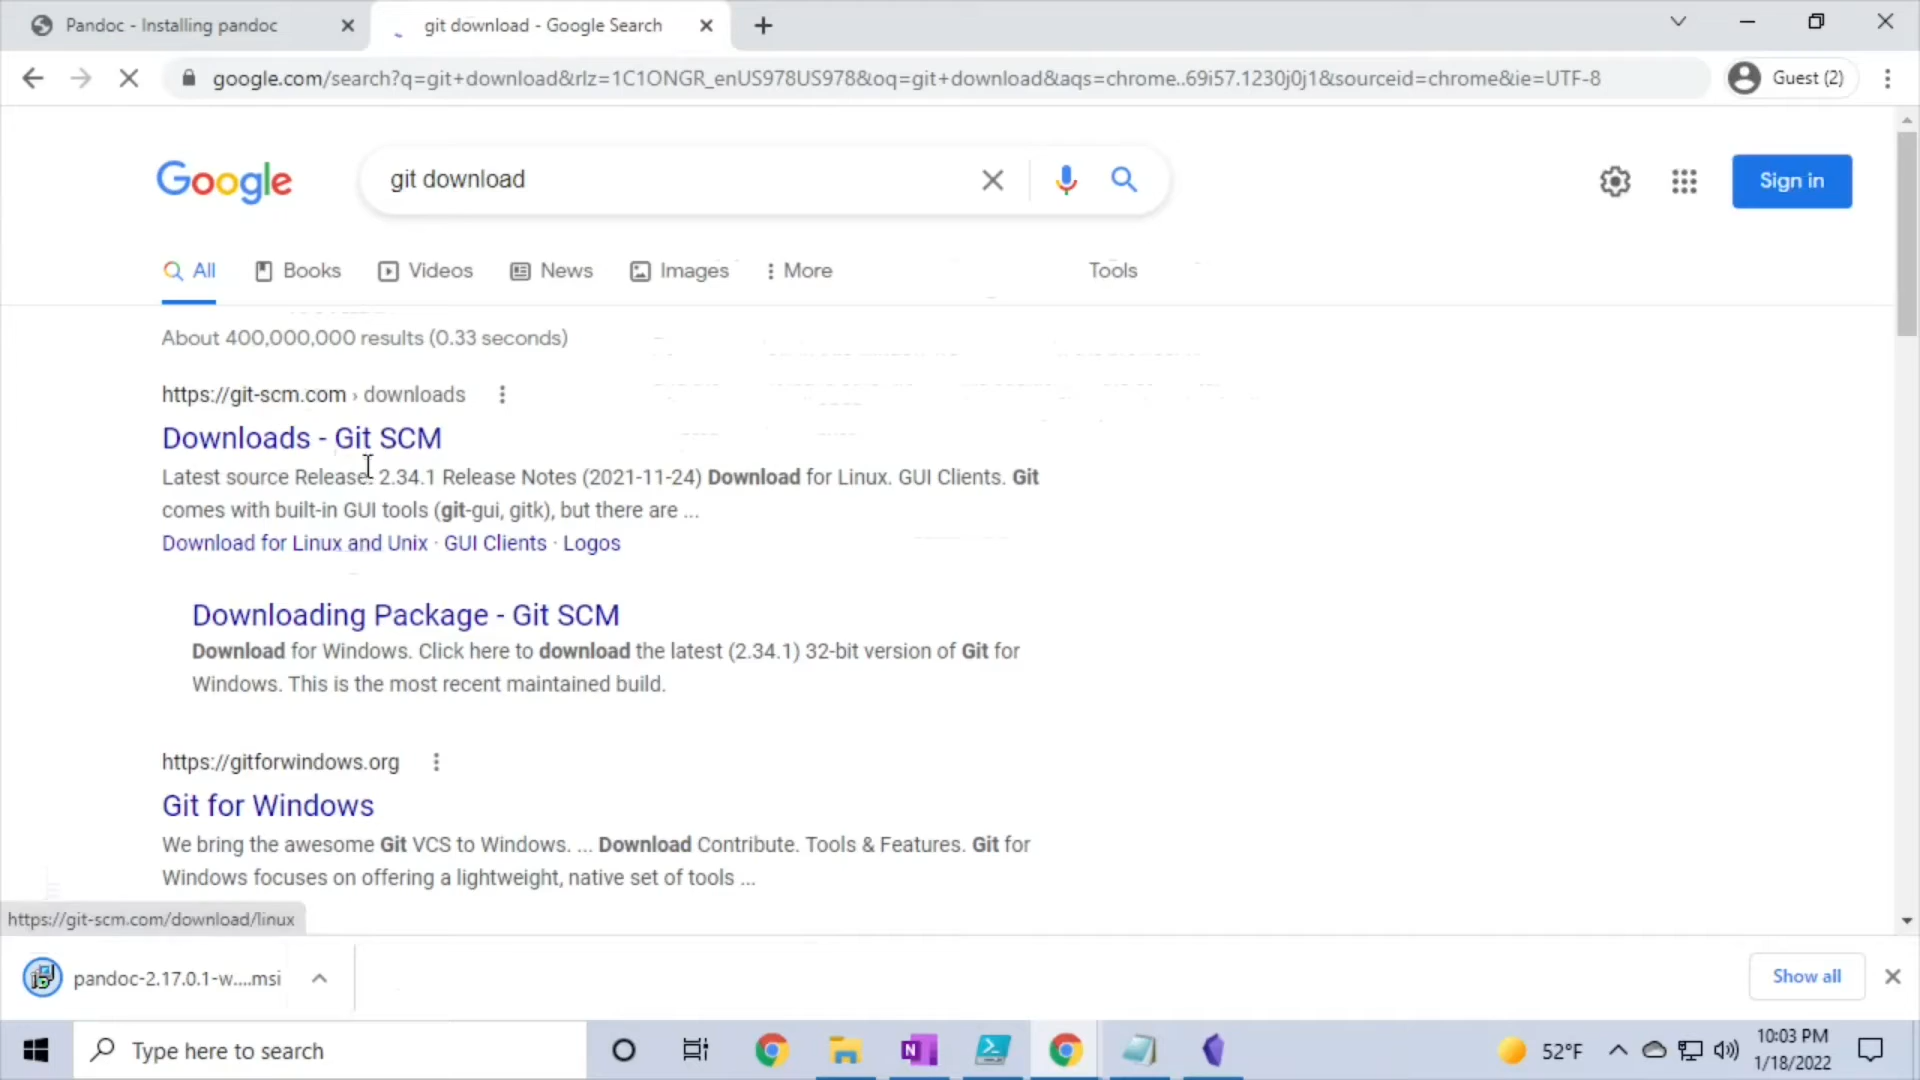 Pandoc - Installing pandoc
git download - Google Search
google.com/search?q=git+download&rlz=1C1ONGR_enUS978US978&oq=git+download&aqs=chrome..69i57.1230j0j1&sourceid=chrome&ie=UTF-8
Guest (2)
Google
git download
Sign in
All
Books
Videos
News
Images
More
Tools
About 400,000,000 results (0.33 seconds)
https://git-scm.com › downloads
Downloads - Git SCM
Latest source Release. 2.34.1 Release Notes (2021-11-24) Download for Linux. GUI Clients. Git
comes with built-in GUI tools (git-gui, gitk), but there are ...
Download for Linux and Unix · GUI Clients · Logos
Downloading Package - Git SCM
Download for Windows. Click here to download the latest (2.34.1) 32-bit version of Git for
Windows. This is the most recent maintained build.
https://gitforwindows.org
Git for Windows
We bring the awesome Git VCS to Windows. ... Download Contribute. Tools & Features. Git for
Windows focuses on offering a lightweight, native set of tools ...
https://git-scm.com/download/linux
pandoc-2.17.0.1-w....msi
Show all
Type here to search
N
52°F
10:03 PM
1/18/2022